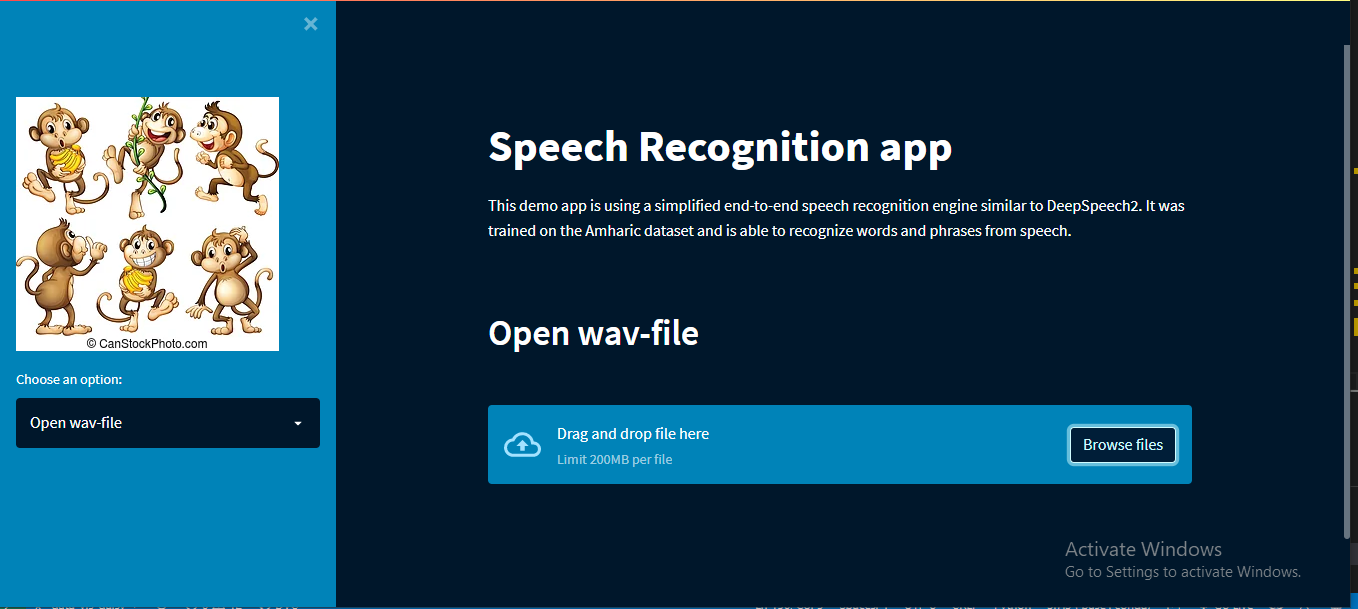 © CanStockPhoto.com
Choose an option:
Open wav-file
Speech Recognition app
This demo app is using a simplified end-to-end speech recognition engine similar to DeepSpeech2. It was
trained on the Amharic dataset and is able to recognize words and phrases from speech.
Open wav-file
Drag and drop file here
Limit 200MB per file
Browse files
Activate Windows
Go to Settings to activate Windows.